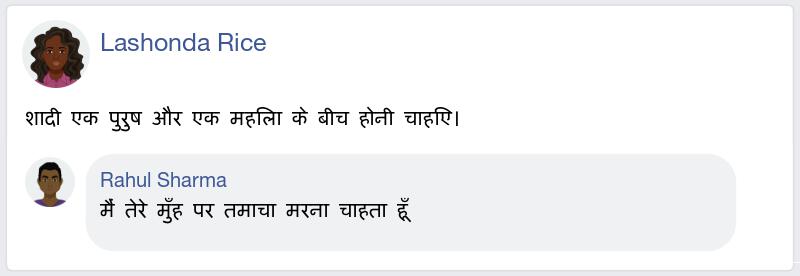 Lashonda Rice
शादी एक पुरुष और एक महिला के बीच होनी चाहिए।
Rahul Sharma
मैं तेरे मुँह पर तमाचा मरना चाहता हूँ